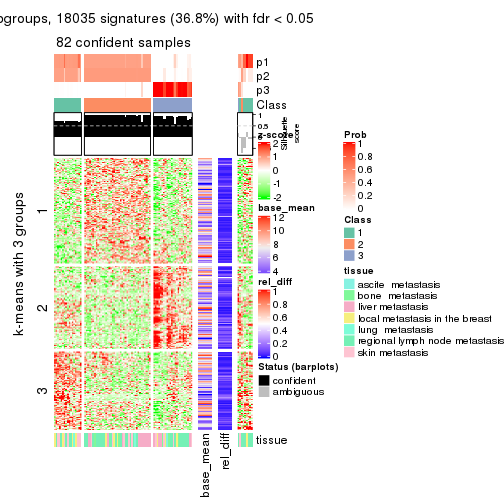 ogroups, 18035 signatures (36.8%) with fdr < 0.05
82 confident samples
p1
p2
p3
Class
1
0.5
0
Silhouette
score
k-means with 3 groups
1
2
3
tissue
base_mean
rel_diff
z-score
2
1
0
-1
-2
base_mean
12
10
8
6
4
rel_diff
1
0.8
0.6
0.4
0.2
0
Status (barplots)
confident
ambiguous
Prob
1
0.8
0.6
0.4
0.2
0
Class
1
2
3
tissue
ascite metastasis
bone metastasis
liver metastasis
local metastasis in the breast
lung metastasis
regional lymph node metastasis
skin metastasis